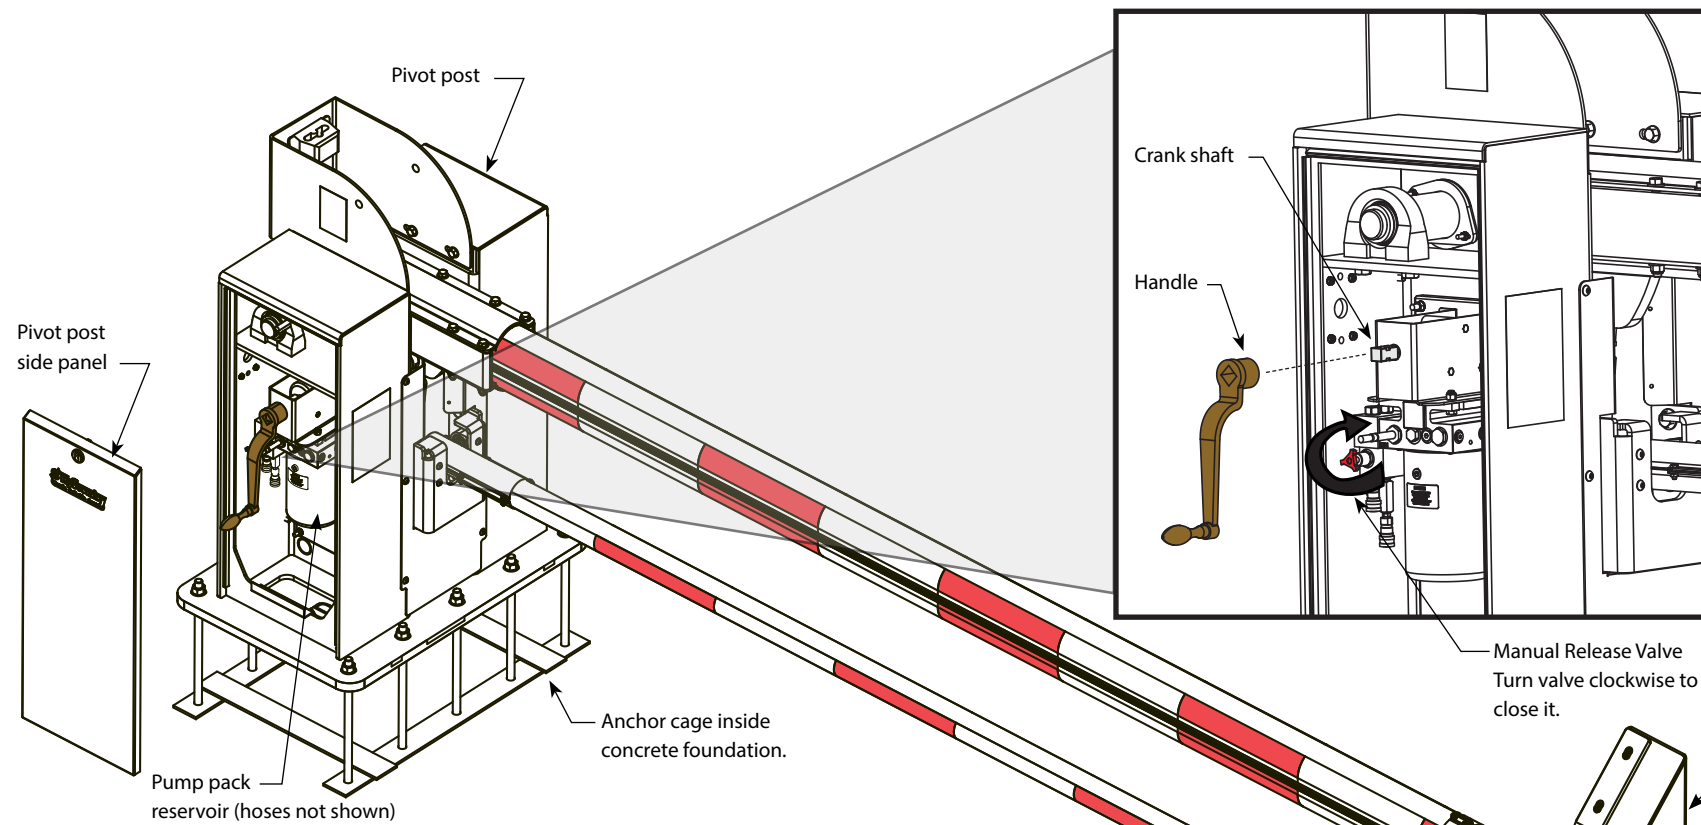 Pivot post
Crank shaft
Handle
Pivot post
side panel
Manual Release Valve
Turn valve clockwise to
close it.
Anchor cage inside
concrete foundation.
Pump pack
reservoir (hoses not shown)